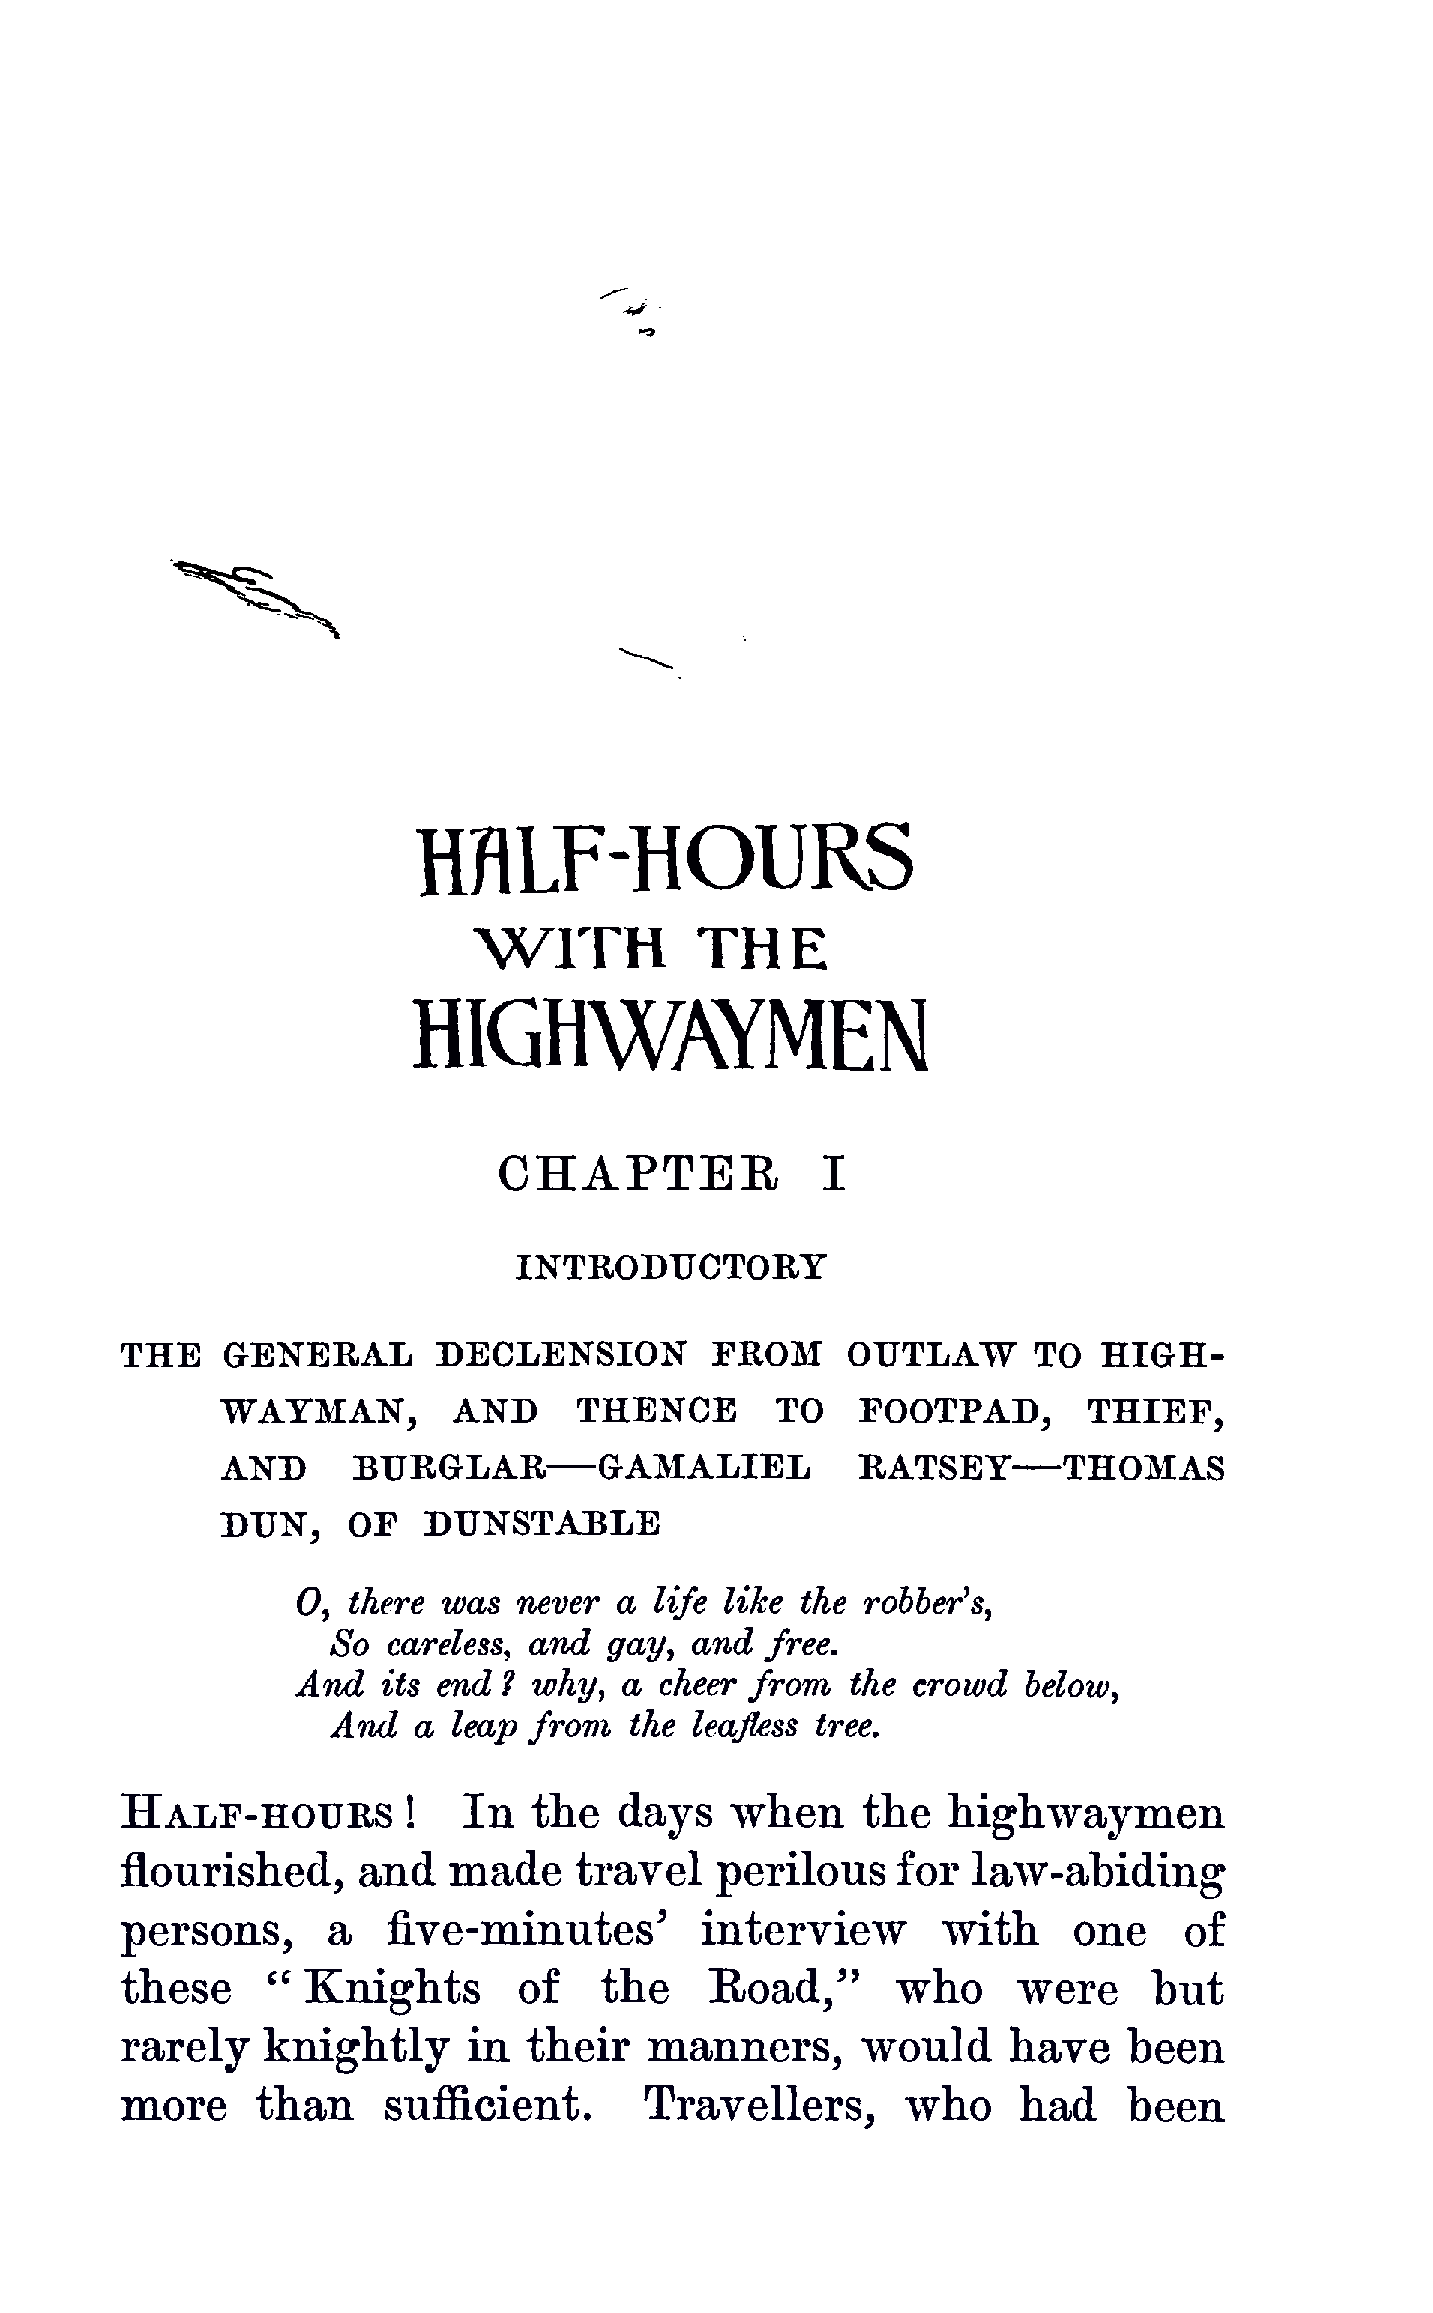 HALF-HOURS
WITH THE
HIGHWAYMEN
CHAPTER I
INTRODUCTORY
THE GENERAL DECLENSION FROM OUTLAW TO HIGH-
WAYMAN, AND THENCE TO FOOTPAD, THIEF,
AND BURGLAR—GAMALIEL RATSEY—THOMAS
DUN, OF DUNSTABLE
O, there was never a life like the robber's,
So careless, and gay, and free.
And its end? why, a cheer from the crowd below,
And a leap from the leafless tree.
HALF-HOURS! In the days when the highwaymen
flourished, and made travel perilous for law-abiding
persons, a five-minutes' interview with one of
these "Knights of the Road," who were but
rarely knightly in their manners, would have been
more than sufficient. Travellers, who had been